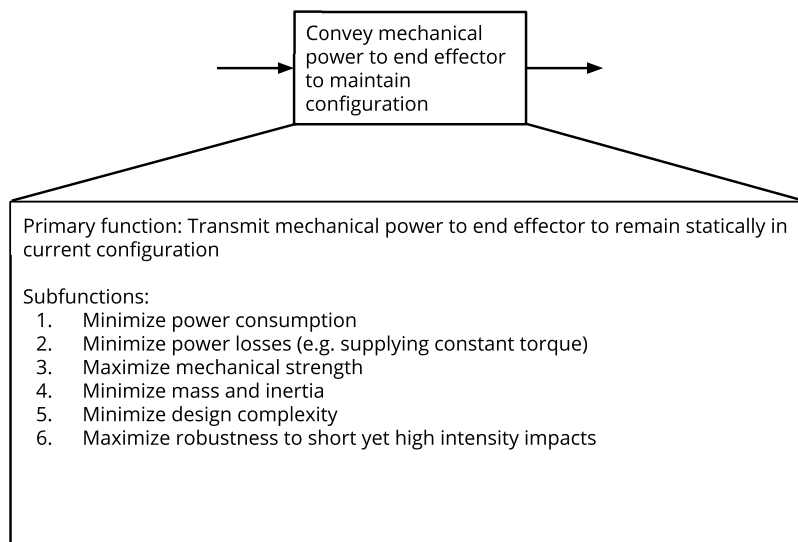 Convey mechanical
power to end effector
to maintain
configuration
Primary function: Transmit mechanical power to end effector to remain statically in
current configuration
Subfunctions:
1. Minimize power consumption
2. Minimize power losses (e.g. supplying constant torque)
3. Maximize mechanical strength
4. Minimize mass and inertia
5. Minimize design complexity
6. Maximize robustness to short yet high intensity impacts